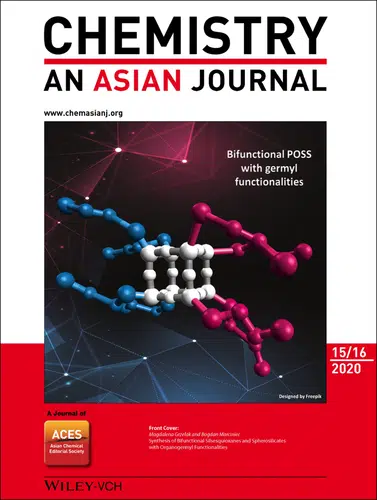 CHEMISTRY
AN ASIAN JOURNAL
www.chemasianj.org
Bifunctional POSS
with germyl
functionalities
15/16
2020
Designed by Freepik
A Journal of
ACES
Asian Chemical
Editorial Society
Front Cover:
Magdalena Grzelak and Bogdan Marciniec
Synthesis of Bifunctional Silsesquioxanes and Spherosilicates
with Organogermyl Functionalities
WILEY-VCH